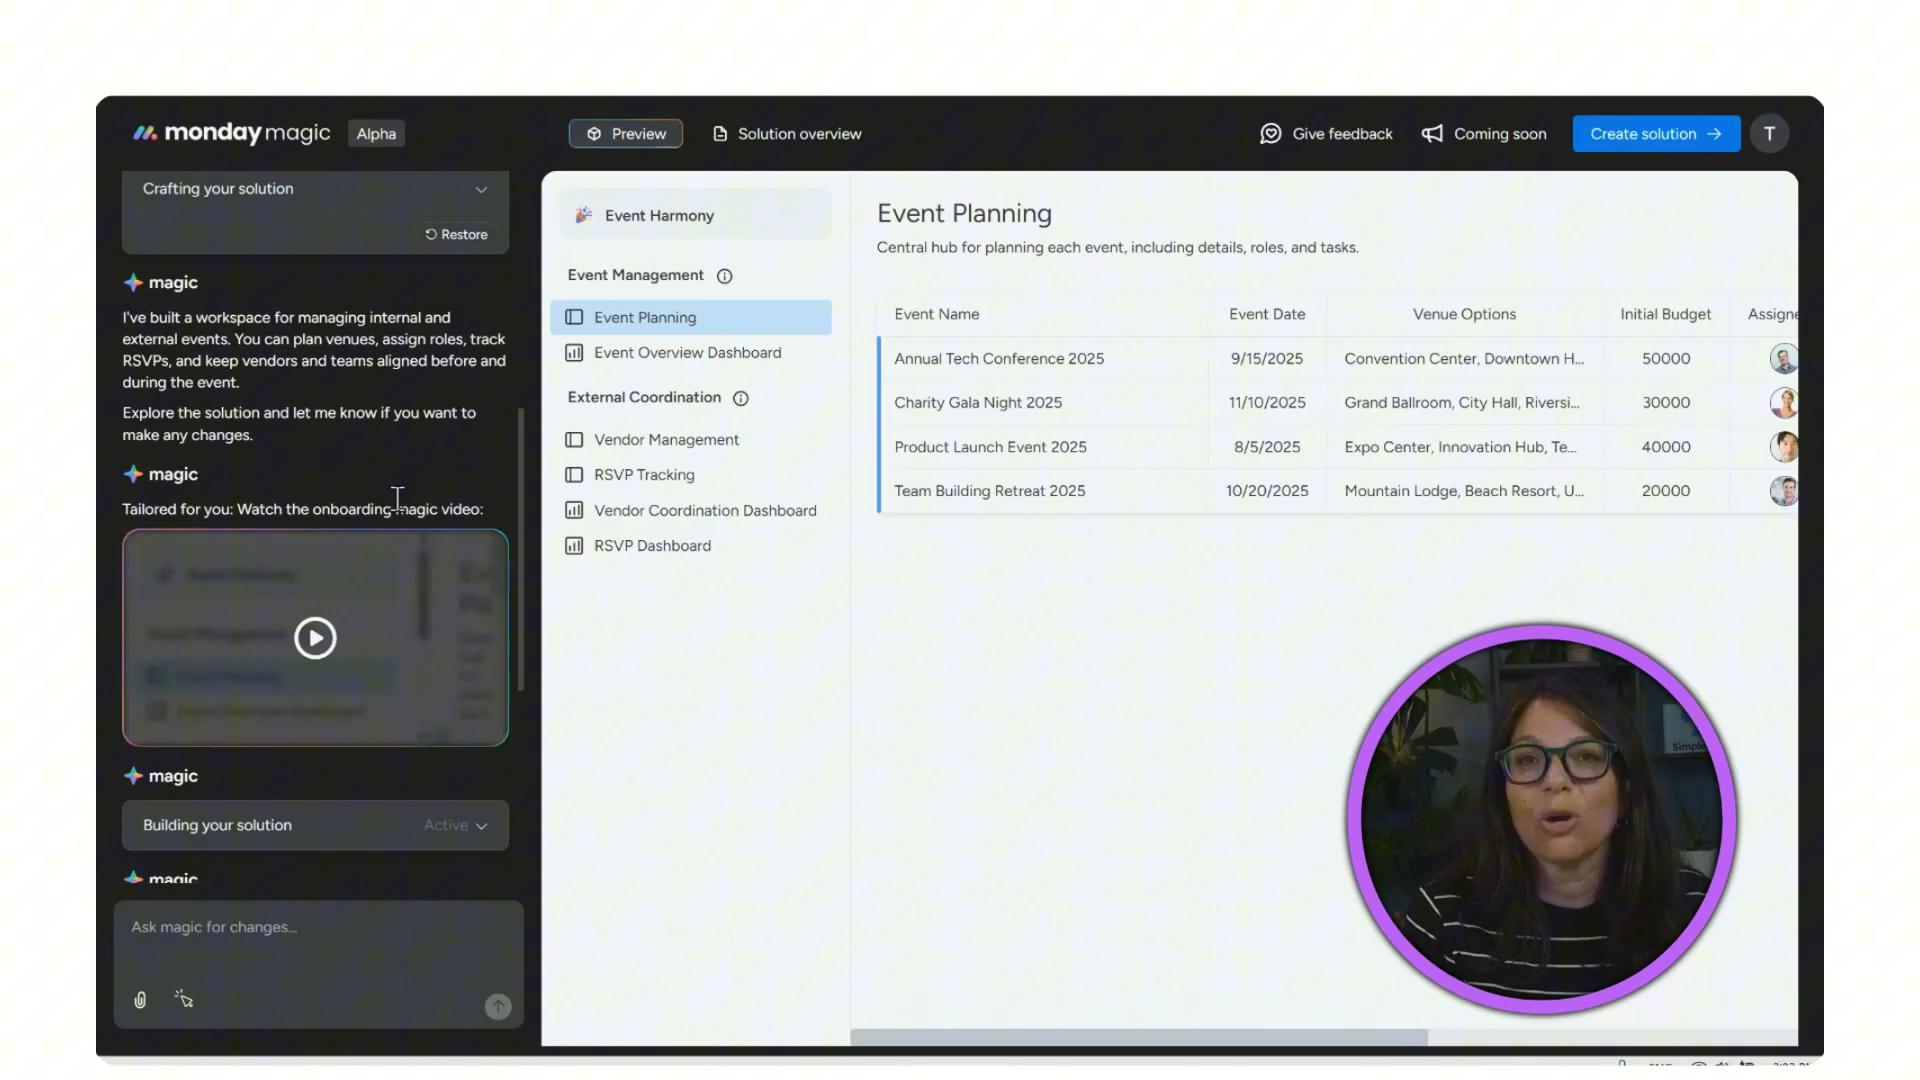 monday magic
Alpha
Preview
Solution overview
Give feedback
Coming soon
Create solution →
T
Crafting your solution
Restore
magic
I've built a workspace for managing internal and
external events. You can plan venues, assign roles, track
RSVPs, and keep vendors and teams aligned before and
during the event.
Explore the solution and let me know if you want to
make any changes.
magic
Tailored for you: Watch the onboarding magic video:
magic
Building your solution
Active
magic
Ask magic for changes...
Event Harmony
Event Management
Event Planning
Event Overview Dashboard
External Coordination
Vendor Management
RSVP Tracking
Vendor Coordination Dashboard
RSVP Dashboard
Event Planning
Central hub for planning each event, including details, roles, and tasks.
Event Name Event Date Venue Options Initial Budget Assigne
Annual Tech Conference 2025 9/15/2025 Convention Center, Downtown H... 50000
Charity Gala Night 2025 11/10/2025 Grand Ballroom, City Hall, Riversi... 30000
Product Launch Event 2025 8/5/2025 Expo Center, Innovation Hub, Te... 40000
Team Building Retreat 2025 10/20/2025 Mountain Lodge, Beach Resort, U... 20000
Simple